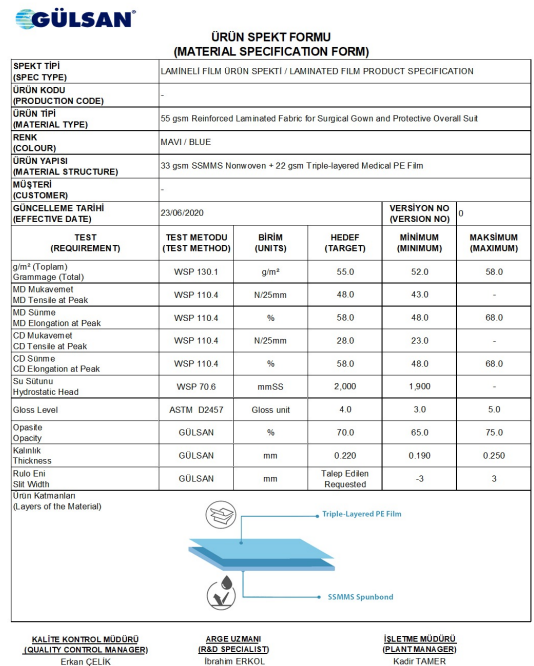 GÜLSAN
ÜRÜN SPEKT FORMU
(MATERIAL SPECIFICATION FORM)
SPEKT TİPİ
(SPEC TYPE)
LAMİNELİ FİLM ÜRÜN SPEKTİ / LAMINATED FILM PRODUCT SPECIFICATION
ÜRÜN KODU
(PRODUCTION CODE)
-
ÜRÜN TİPİ
(MATERIAL TYPE)
55 gsm Reinforced Laminated Fabric for Surgical Gown and Protective Overall Suit
RENK
(COLOUR)
MAVI / BLUE
ÜRÜN YAPISI
(MATERIAL STRUCTURE)
33 gsm SSMMS Nonwoven + 22 gsm Triple-layered Medical PE Film
MÜŞTERİ
(CUSTOMER)
-
GÜNCELLEME TARİHİ
(EFFECTIVE DATE)
23/06/2020
VERSİYON NO
(VERSION NO)
0
TEST
(REQUIREMENT)
TEST METODU
(TEST METHOD)
BİRİM
(UNITS)
HEDEF
(TARGET)
MİNİMUM
(MINIMUM)
MAKSİMUM
(MAXIMUM)
g/m² (Toplam)
Grammage (Total)
WSP 130.1
g/m²
55.0
52.0
58.0
MD Mukavemet
MD Tensile at Peak
WSP 110.4
N/25mm
48.0
43.0
-
MD Sünme
MD Elongation at Peak
WSP 110.4
%
58.0
48.0
68.0
CD Mukavemet
CD Tensile at Peak
WSP 110.4
N/25mm
28.0
23.0
-
CD Sünme
CD Elongation at Peak
WSP 110.4
%
58.0
48.0
68.0
Su Sütunu
Hydrostatic Head
WSP 70.6
mmSS
2,000
1,900
-
Gloss Level
ASTM D2457
Gloss unit
4.0
3.0
5.0
Opasite
Opacity
GÜLSAN
%
70.0
65.0
75.0
Kalınlık
Thickness
GÜLSAN
mm
0.220
0.190
0.250
Rulo Eni
Slit Width
GÜLSAN
mm
Talep Edilen
Requested
-3
3
Ürün Katmanları
(Layers of the Material)
Triple-Layered PE Film
SSMMS Spunbond
KALİTE KONTROL MÜDÜRÜ
(QUALITY CONTROL MANAGER)
Erkan ÇELİK
ARGE UZMANI
(R&D SPECIALIST)
İbrahim ERKOL
İŞLETME MÜDÜRÜ
(PLANT MANAGER)
Kadir TAMER